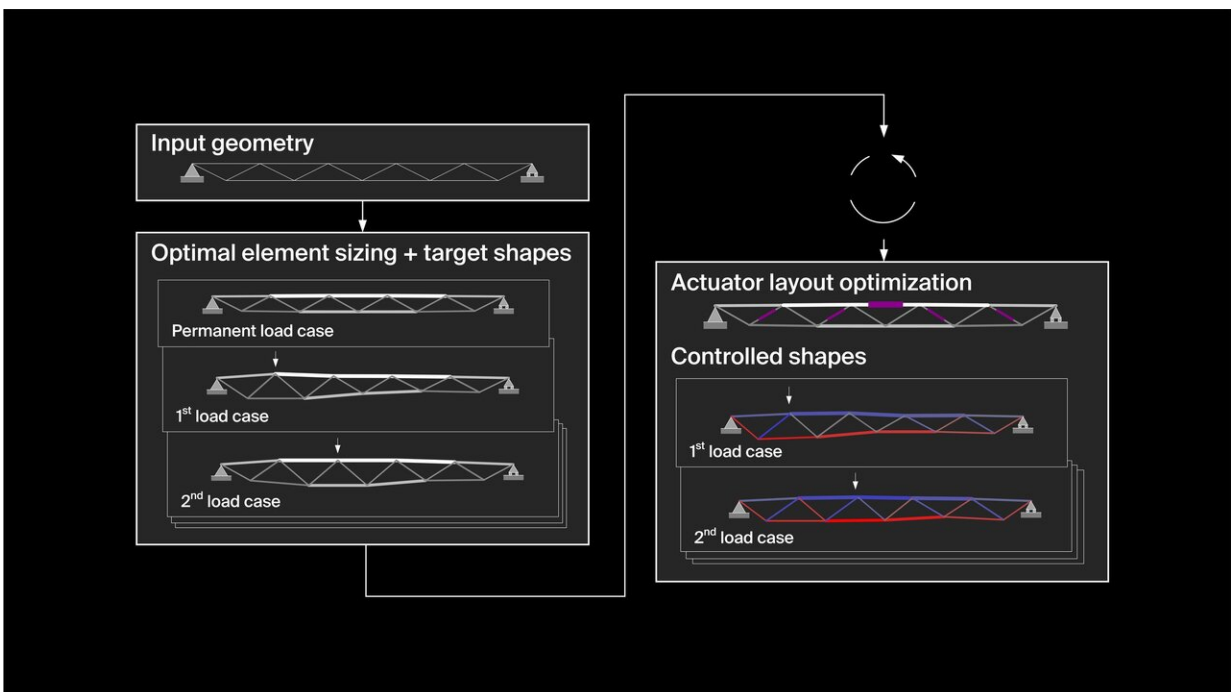 Input geometry
Optimal element sizing + target shapes
Permanent load case
1st load case
2nd load case
Actuator layout optimization
Controlled shapes
1st load case
2nd load case